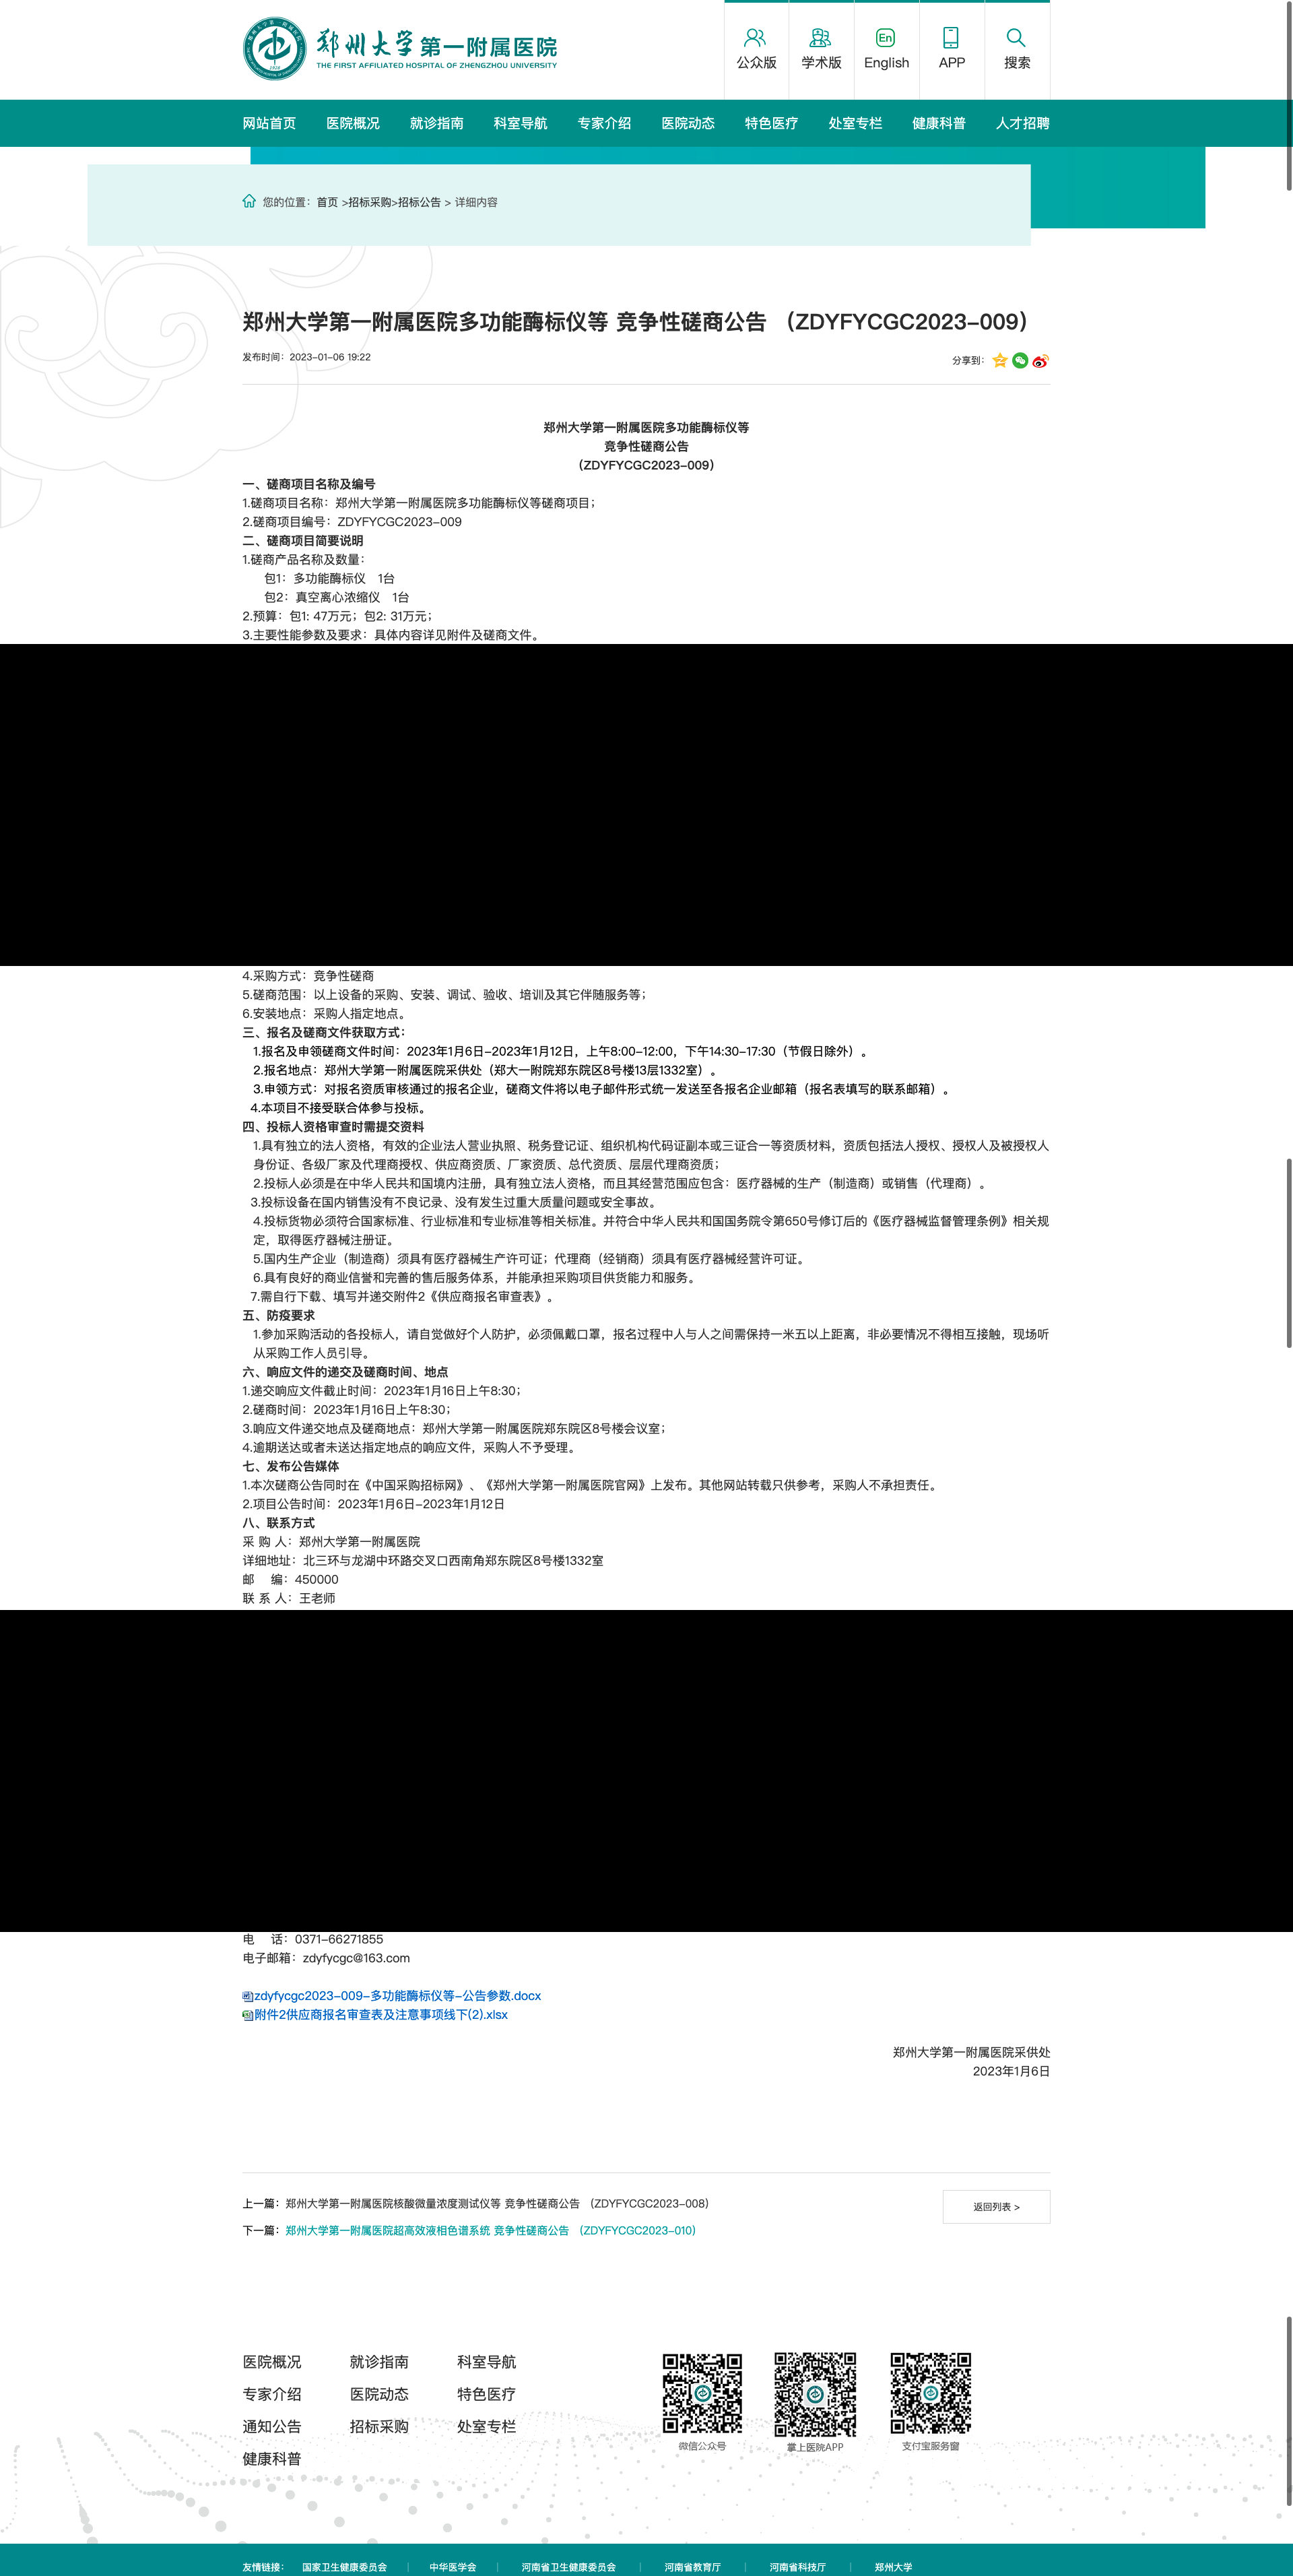 郑州大学第一附属医院
THE FIRST AFFILIATED HOSPITAL OF ZHENGZHOU UNIVERSITY
公众版
学术版
En
English
APP
搜索
网站首页 医院概况 就诊指南 科室导航 专家介绍 医院动态 特色医疗 处室专栏 健康科普 人才招聘
您的位置：首页 >招标采购>招标公告 > 详细内容
郑州大学第一附属医院多功能酶标仪等 竞争性磋商公告 （ZDYFYCGC2023-009）
发布时间：2023-01-06 19:22
分享到：
郑州大学第一附属医院多功能酶标仪等
竞争性磋商公告
（ZDYFYCGC2023-009）
一、磋商项目名称及编号
1.磋商项目名称：郑州大学第一附属医院多功能酶标仪等磋商项目；
2.磋商项目编号：ZDYFYCGC2023-009
二、磋商项目简要说明
1.磋商产品名称及数量：
包1：多功能酶标仪 1台
包2：真空离心浓缩仪 1台
2.预算：包1: 47万元；包2: 31万元；
3.主要性能参数及要求：具体内容详见附件及磋商文件。
4.采购方式：竞争性磋商
5.磋商范围：以上设备的采购、安装、调试、验收、培训及其它伴随服务等；
6.安装地点：采购人指定地点。
三、报名及磋商文件获取方式：
1.报名及申领磋商文件时间：2023年1月6日-2023年1月12日，上午8:00-12:00，下午14:30-17:30（节假日除外）。
2.报名地点：郑州大学第一附属医院采供处（郑大一附院郑东院区8号楼13层1332室）。
3.申领方式：对报名资质审核通过的报名企业，磋商文件将以电子邮件形式统一发送至各报名企业邮箱（报名表填写的联系邮箱）。
4.本项目不接受联合体参与投标。
四、投标人资格审查时需提交资料
1.具有独立的法人资格，有效的企业法人营业执照、税务登记证、组织机构代码证副本或三证合一等资质材料，资质包括法人授权、授权人及被授权人
身份证、各级厂家及代理商授权、供应商资质、厂家资质、总代资质、层层代理商资质；
2.投标人必须是在中华人民共和国境内注册，具有独立法人资格，而且其经营范围应包含：医疗器械的生产（制造商）或销售（代理商）。
3.投标设备在国内销售没有不良记录、没有发生过重大质量问题或安全事故。
4.投标货物必须符合国家标准、行业标准和专业标准等相关标准。并符合中华人民共和国国务院令第650号修订后的《医疗器械监督管理条例》相关规
定，取得医疗器械注册证。
5.国内生产企业（制造商）须具有医疗器械生产许可证；代理商（经销商）须具有医疗器械经营许可证。
6.具有良好的商业信誉和完善的售后服务体系，并能承担采购项目供货能力和服务。
7.需自行下载、填写并递交附件2《供应商报名审查表》。
五、防疫要求
1.参加采购活动的各投标人，请自觉做好个人防护，必须佩戴口罩，报名过程中人与人之间需保持一米五以上距离，非必要情况不得相互接触，现场听
从采购工作人员引导。
六、响应文件的递交及磋商时间、地点
1.递交响应文件截止时间：2023年1月16日上午8:30；
2.磋商时间：2023年1月16日上午8:30；
3.响应文件递交地点及磋商地点：郑州大学第一附属医院郑东院区8号楼会议室；
4.逾期送达或者未送达指定地点的响应文件，采购人不予受理。
七、发布公告媒体
1.本次磋商公告同时在《中国采购招标网》、《郑州大学第一附属医院官网》上发布。其他网站转载只供参考，采购人不承担责任。
2.项目公告时间：2023年1月6日-2023年1月12日
八、联系方式
采 购 人：郑州大学第一附属医院
详细地址：北三环与龙湖中环路交叉口西南角郑东院区8号楼1332室
邮 编：450000
联 系 人：王老师
电 话：0371-66271855
电子邮箱：zdyfycgc@163.com
zdyfycgc2023-009-多功能酶标仪等-公告参数.docx
附件2供应商报名审查表及注意事项线下(2).xlsx
郑州大学第一附属医院采供处
2023年1月6日
上一篇：郑州大学第一附属医院核酸微量浓度测试仪等 竞争性磋商公告 （ZDYFYCGC2023-008）
返回列表 >
下一篇：郑州大学第一附属医院超高效液相色谱系统 竞争性磋商公告 （ZDYFYCGC2023-010）
医院概况 就诊指南 科室导航
专家介绍 医院动态 特色医疗
通知公告 招标采购 处室专栏
健康科普
微信公众号 掌上医院APP 支付宝服务窗
友情链接： 国家卫生健康委员会 | 中华医学会 | 河南省卫生健康委员会 | 河南省教育厅 | 河南省科技厅 | 郑州大学